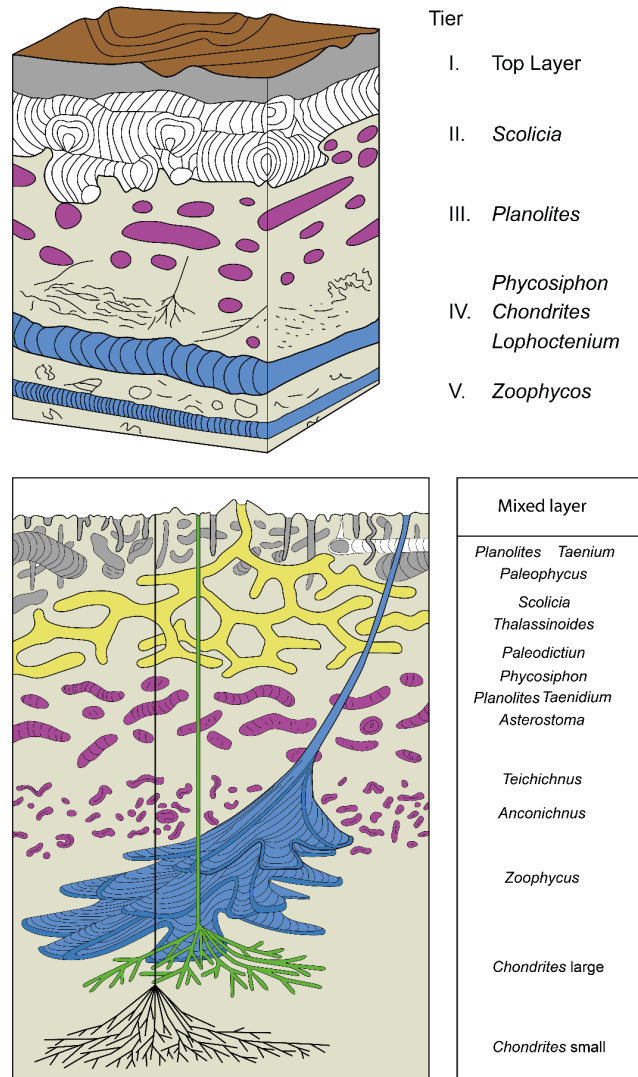 Tier
I. Top Layer
II. Scolicia
III. Planolites
Phycosiphon
IV. Chondrites
Lophoctenium
V. Zoophycos
Mixed layer
Planolites Taenium
Paleophycus
Scolicia
Thalassinoides
Paleodictiun
Phycosiphon
Planolites Taenidium
Asterostoma
Teichichnus
Anconichnus
Zoophycus
Chondrites large
Chondrites small